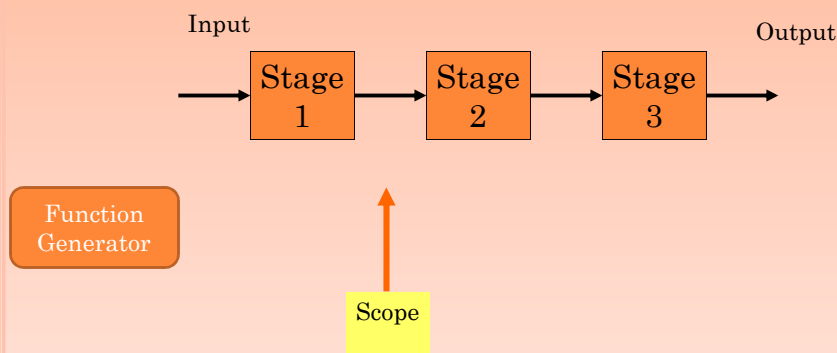 Input
Output
Stage
1
Stage
2
Stage
3
Function
Generator
Scope